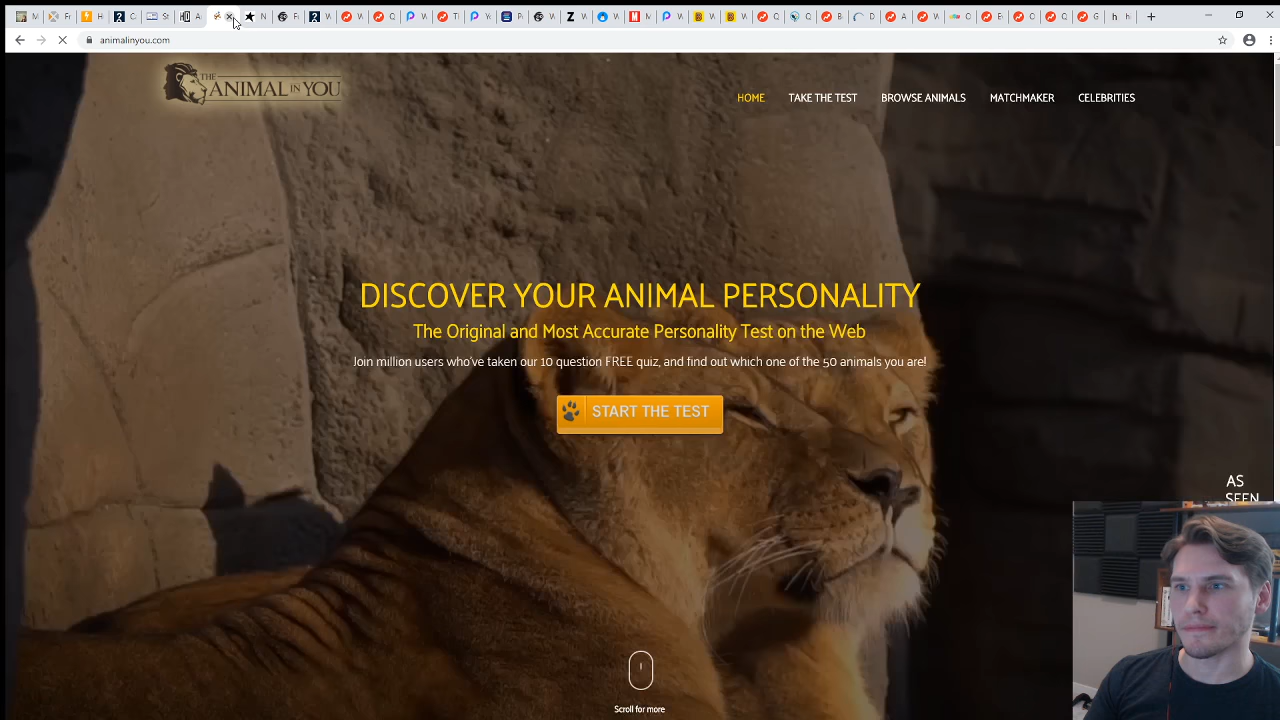 animalinyou.com
THE
ANIMAL IN YOU
HOME TAKE THE TEST BROWSE ANIMALS MATCHMAKER CELEBRITIES
DISCOVER YOUR ANIMAL PERSONALITY
The Original and Most Accurate Personality Test on the Web
Join million users who've taken our 10 question FREE quiz, and find out which one of the 50 animals you are!
START THE TEST
AS
SEEN
Scroll for more